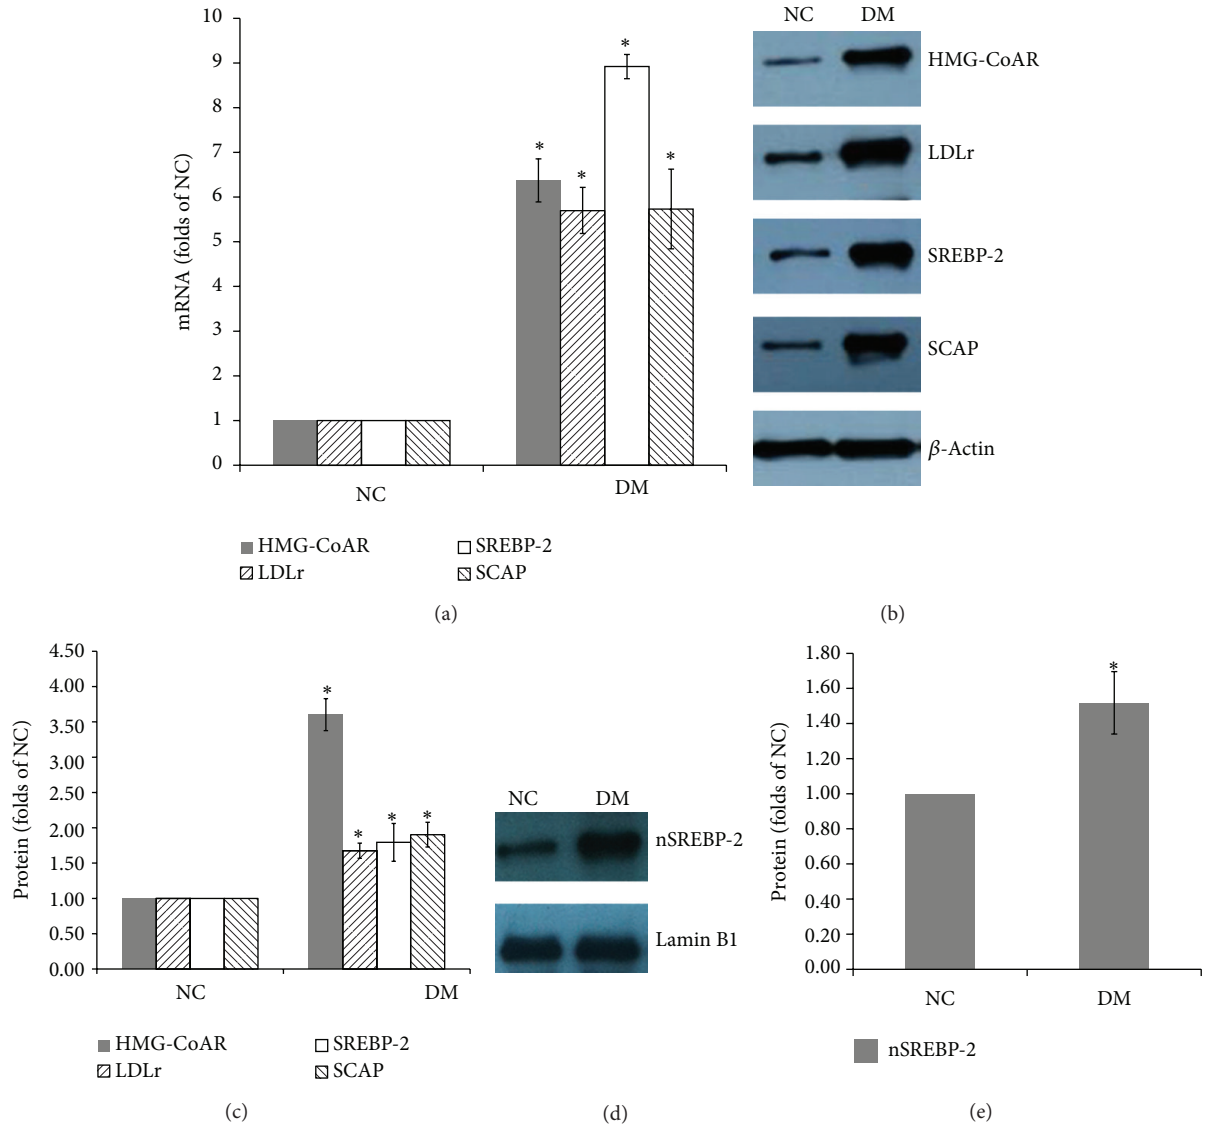 mRNA (folds of NC)
10
9
8
7
6
5
4
3
2
1
0
*
*
*
*
NC
DM
HMG-CoAR
SREBP-2
LDLr
SCAP
(a)
NC DM
HMG-CoAR
LDLr
SREBP-2
SCAP
β-Actin
(b)
Protein (folds of NC)
4.50
4.00
3.50
3.00
2.50
2.00
1.50
1.00
0.50
0.00
*
*
*
*
NC
DM
HMG-CoAR
SREBP-2
LDLr
SCAP
(c)
NC DM
nSREBP-2
Lamin B1
(d)
Protein (folds of NC)
1.80
1.60
1.40
1.20
1.00
0.80
0.60
0.40
0.20
0.00
*
NC
DM
nSREBP-2
(e)